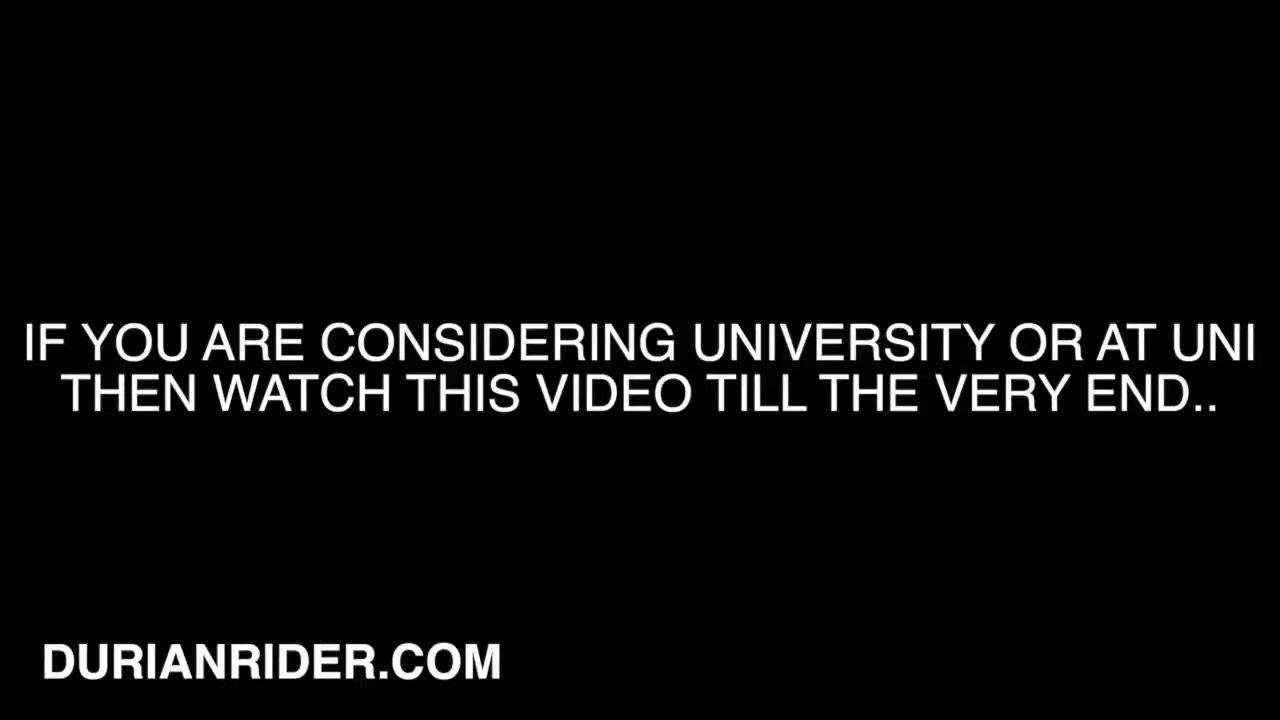 IF YOU ARE CONSIDERING UNIVERSITY OR AT UNI
THEN WATCH THIS VIDEO TILL THE VERY END..
DURIANRIDER.COM